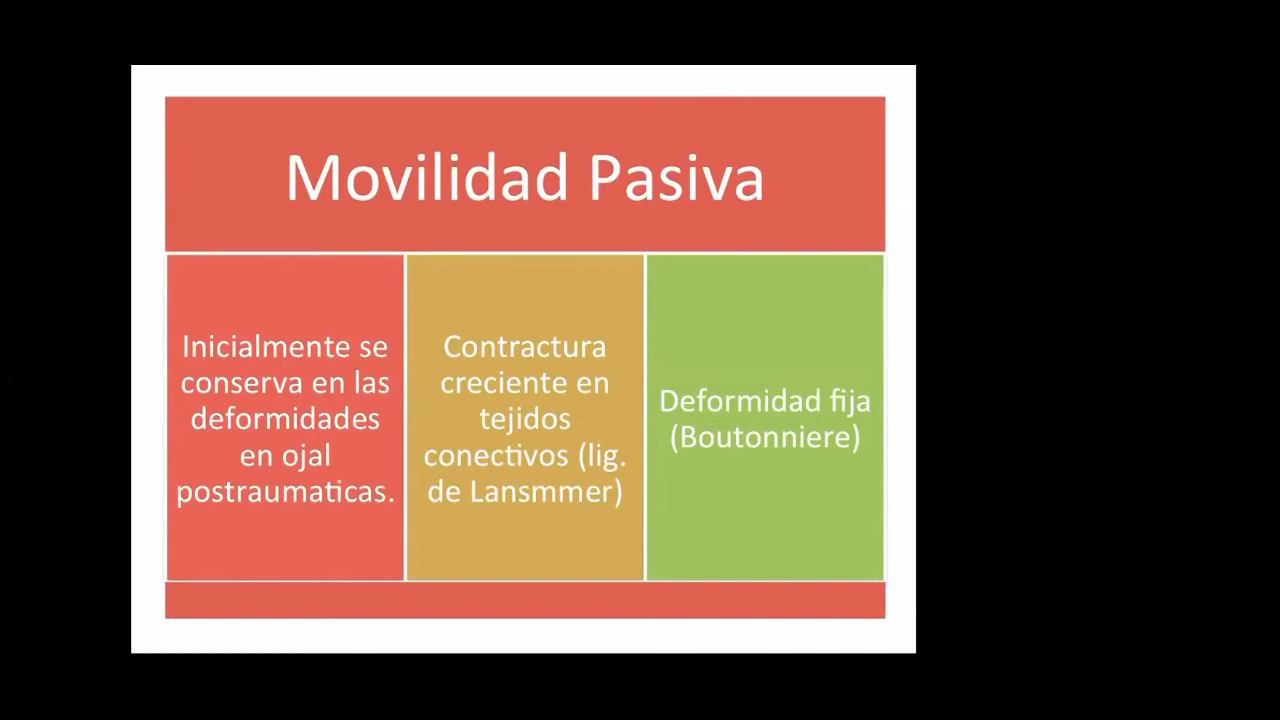 Movilidad Pasiva
Inicialmente se
conserva en las
deformidades
en ojal
postraumaticas.
Contractura
creciente en
tejidos
conectivos (lig.
de Lansmmer)
Deformidad fija
(Boutonniere)